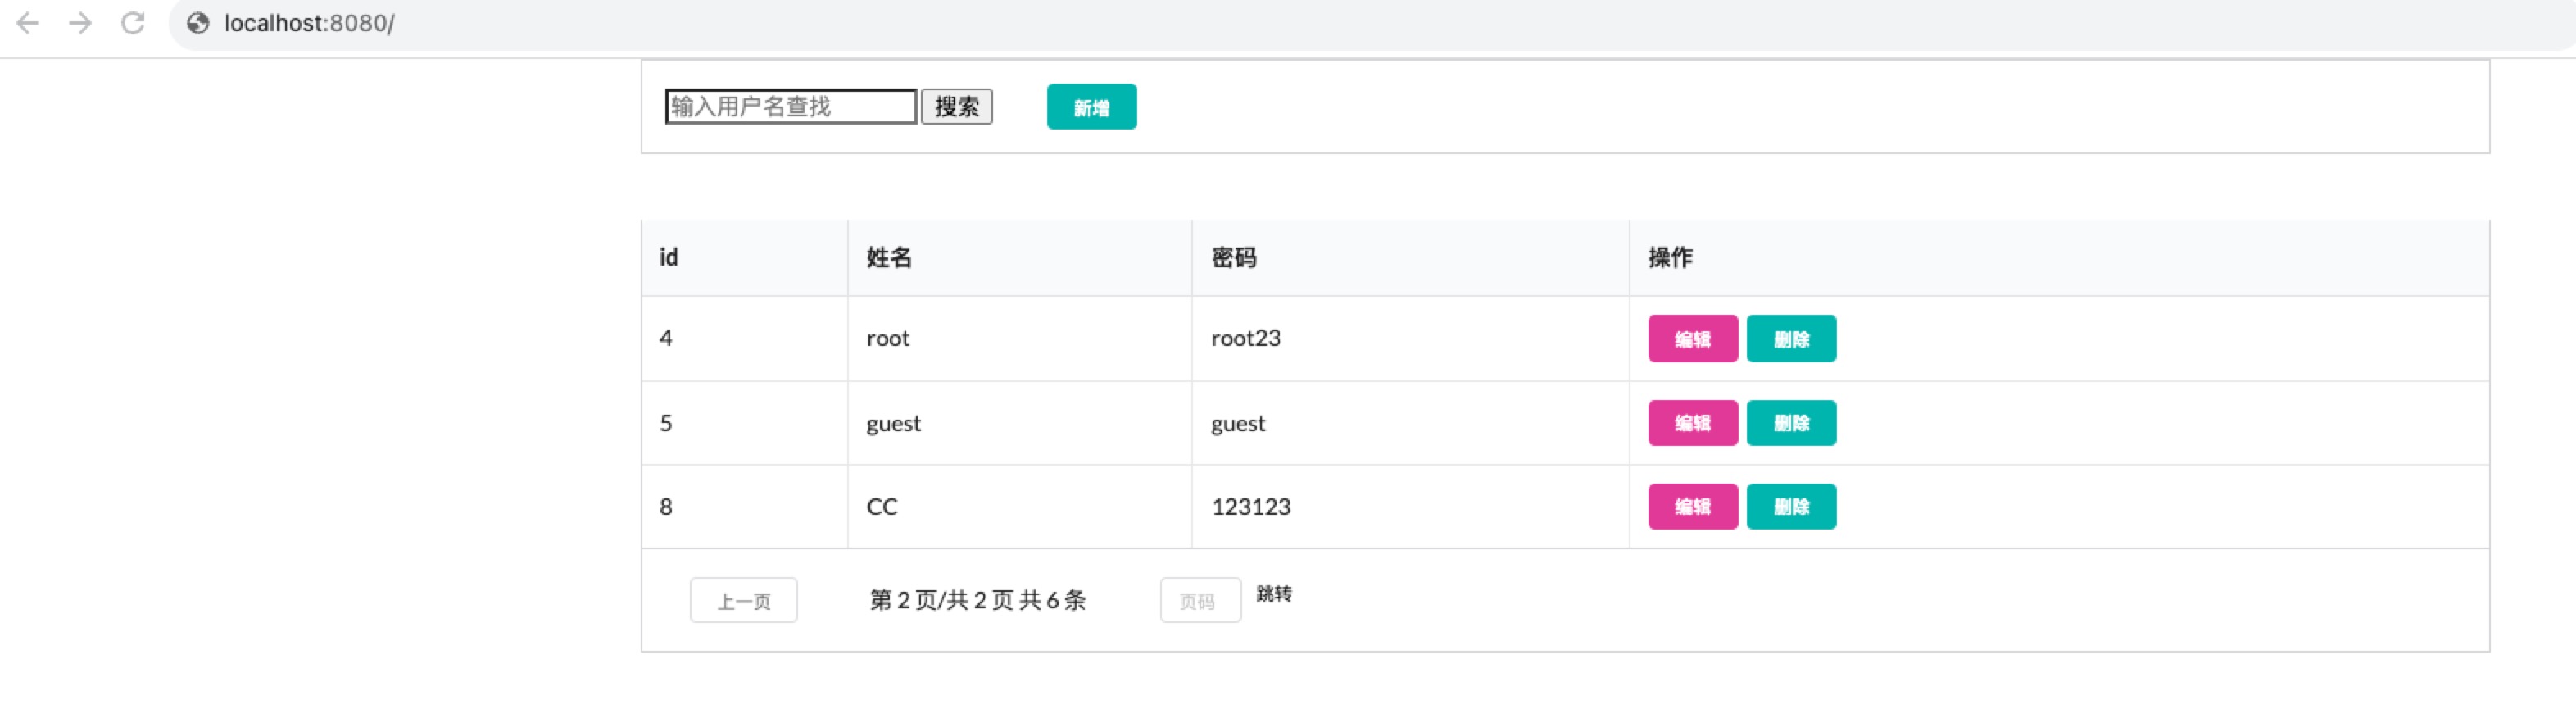 localhost:8080/
输入用户名查找 搜索 新增
id 姓名 密码 操作
4 root root23 编辑 删除
5 guest guest 编辑 删除
8 CC 123123 编辑 删除
上一页 第 2 页/共 2 页 共 6 条 页码 跳转